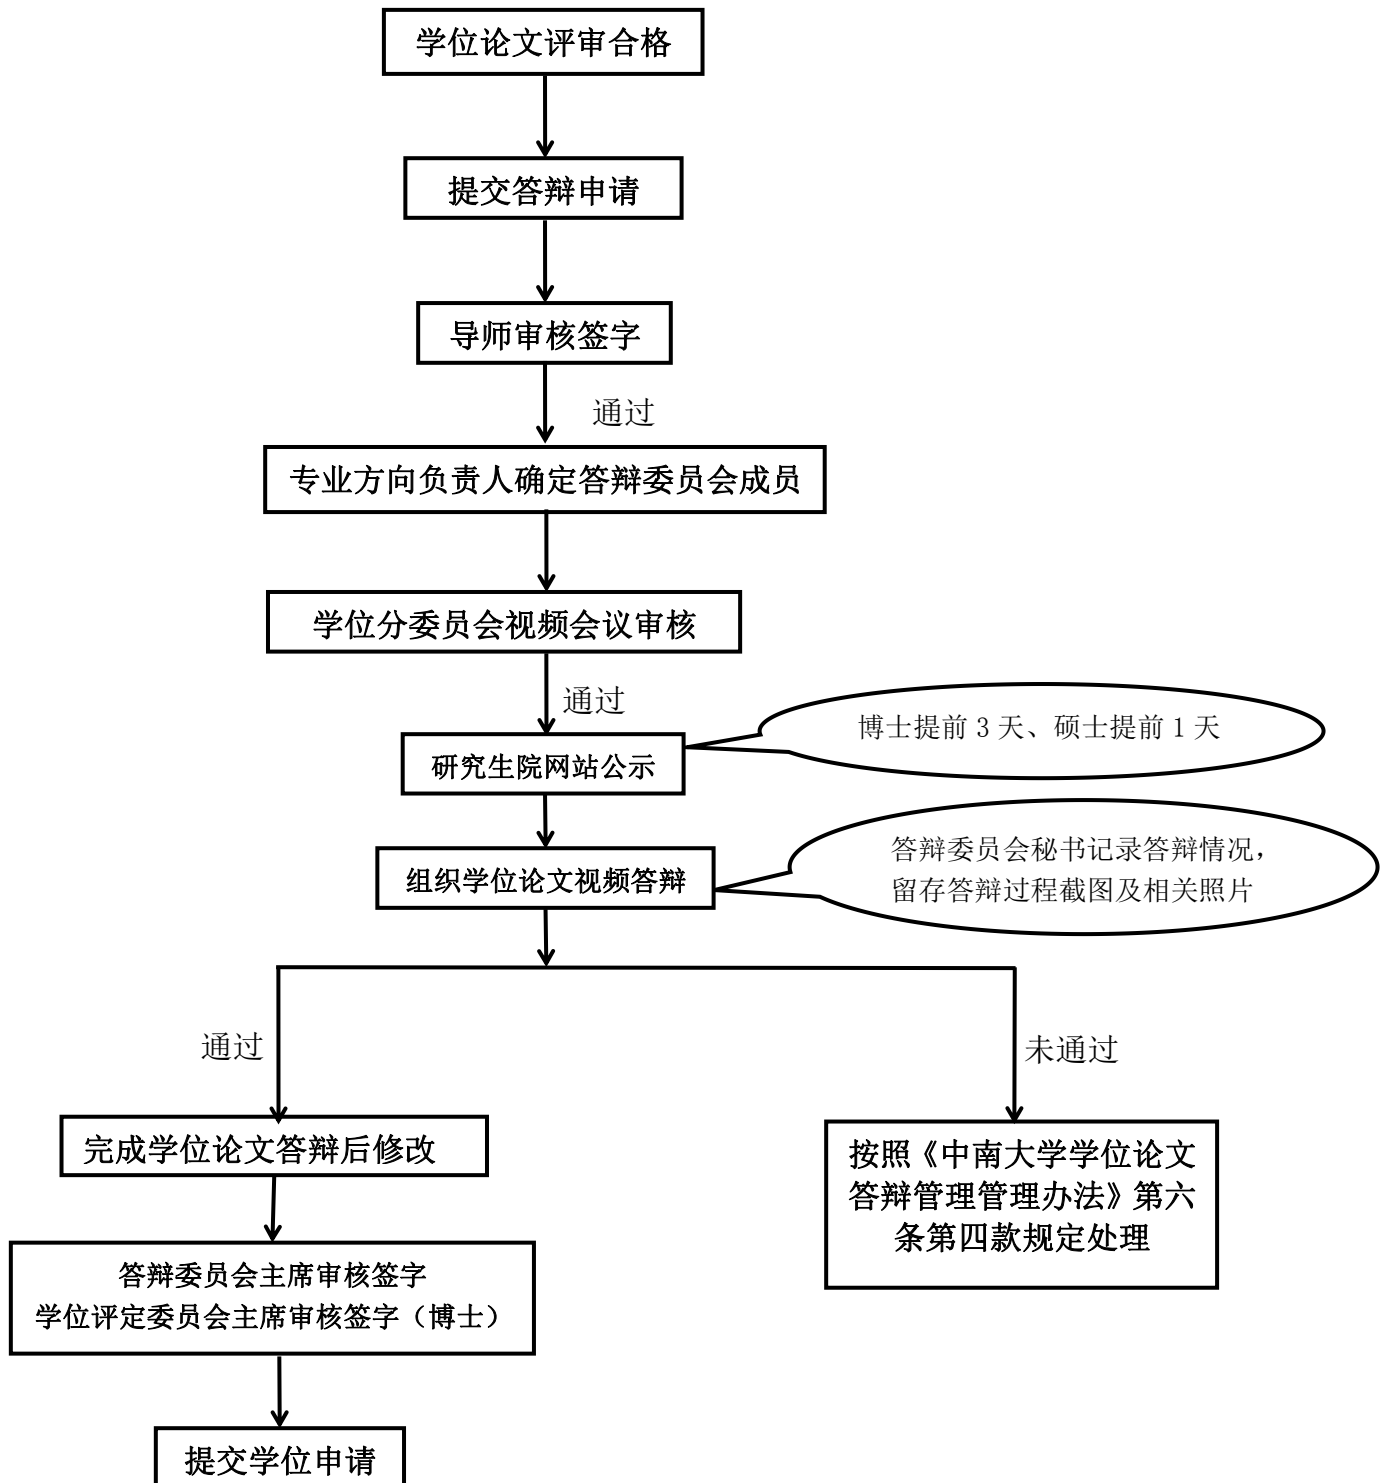 学位论文评审合格
提交答辩申请
导师审核签字
通过
专业方向负责人确定答辩委员会成员
学位分委员会视频会议审核
通过
博士提前 3 天、硕士提前 1 天
研究生院网站公示
答辩委员会秘书记录答辩情况，
留存答辩过程截图及相关照片
组织学位论文视频答辩
通过
未通过
完成学位论文答辩后修改
按照《中南大学学位论文
答辩管理管理办法》第六
条第四款规定处理
答辩委员会主席审核签字
学位评定委员会主席审核签字（博士）
提交学位申请